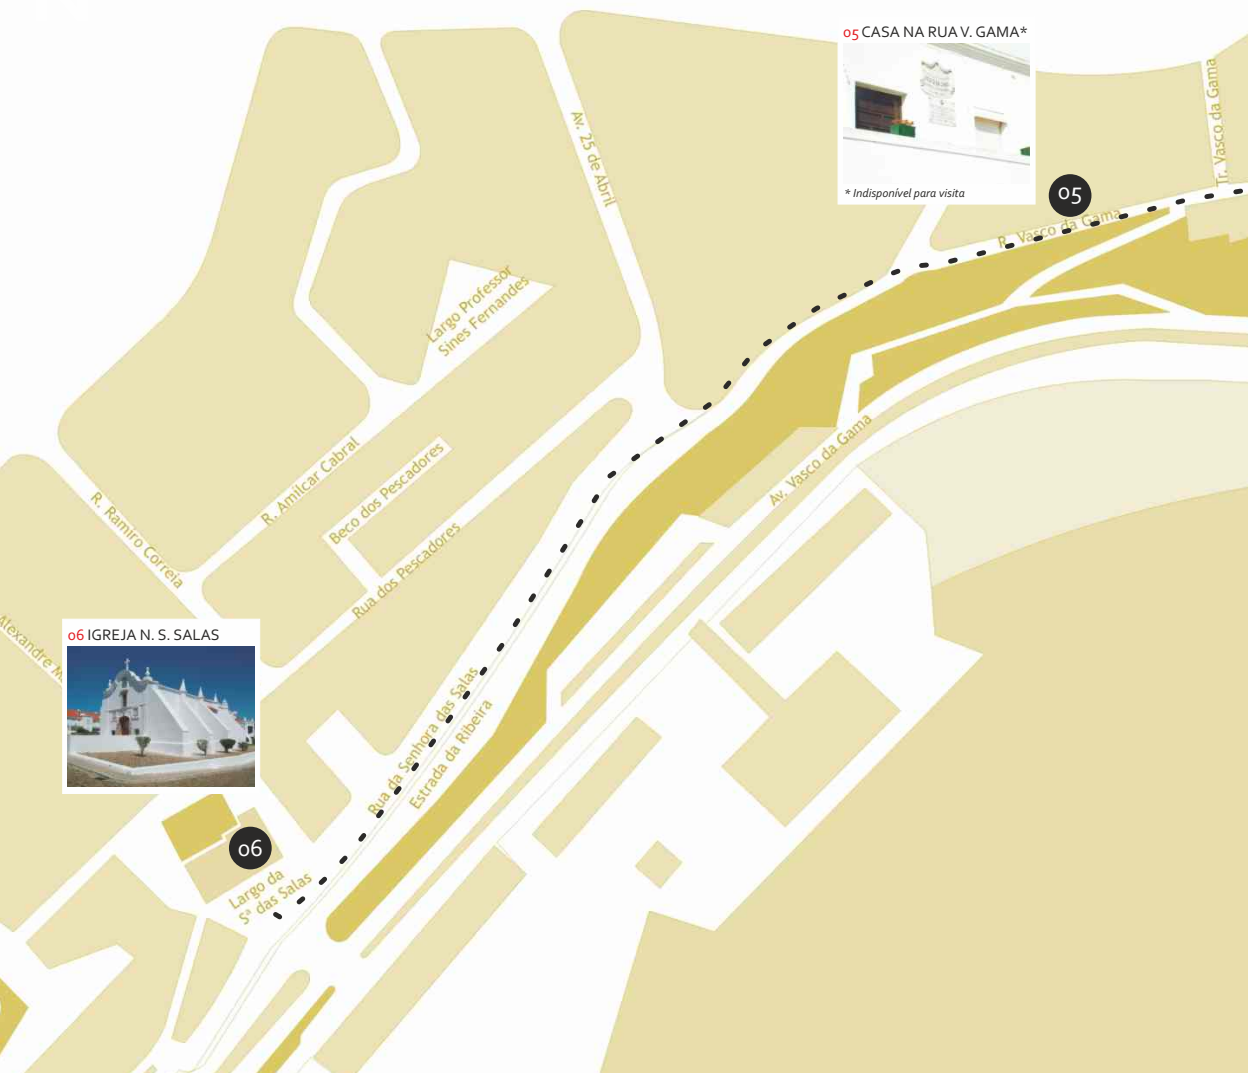 05 CASA NA RUA V. GAMA*
* Indisponível para visita
Tr. Vasco da Gama
05
R. Vasco da Gama
Av. 25 de Abril
Largo Professor
Sines Fernandes
Av. Vasco da Gama
R. Amilcar Cabral
Beco dos Pescadores
R. Ramiro Correia
Rua dos Pescadores
Alexandre
06 IGREJA N. S. SALAS
Rua da Senhora das Salas
Estrada da Ribeira
06
Largo da
Sª das Salas